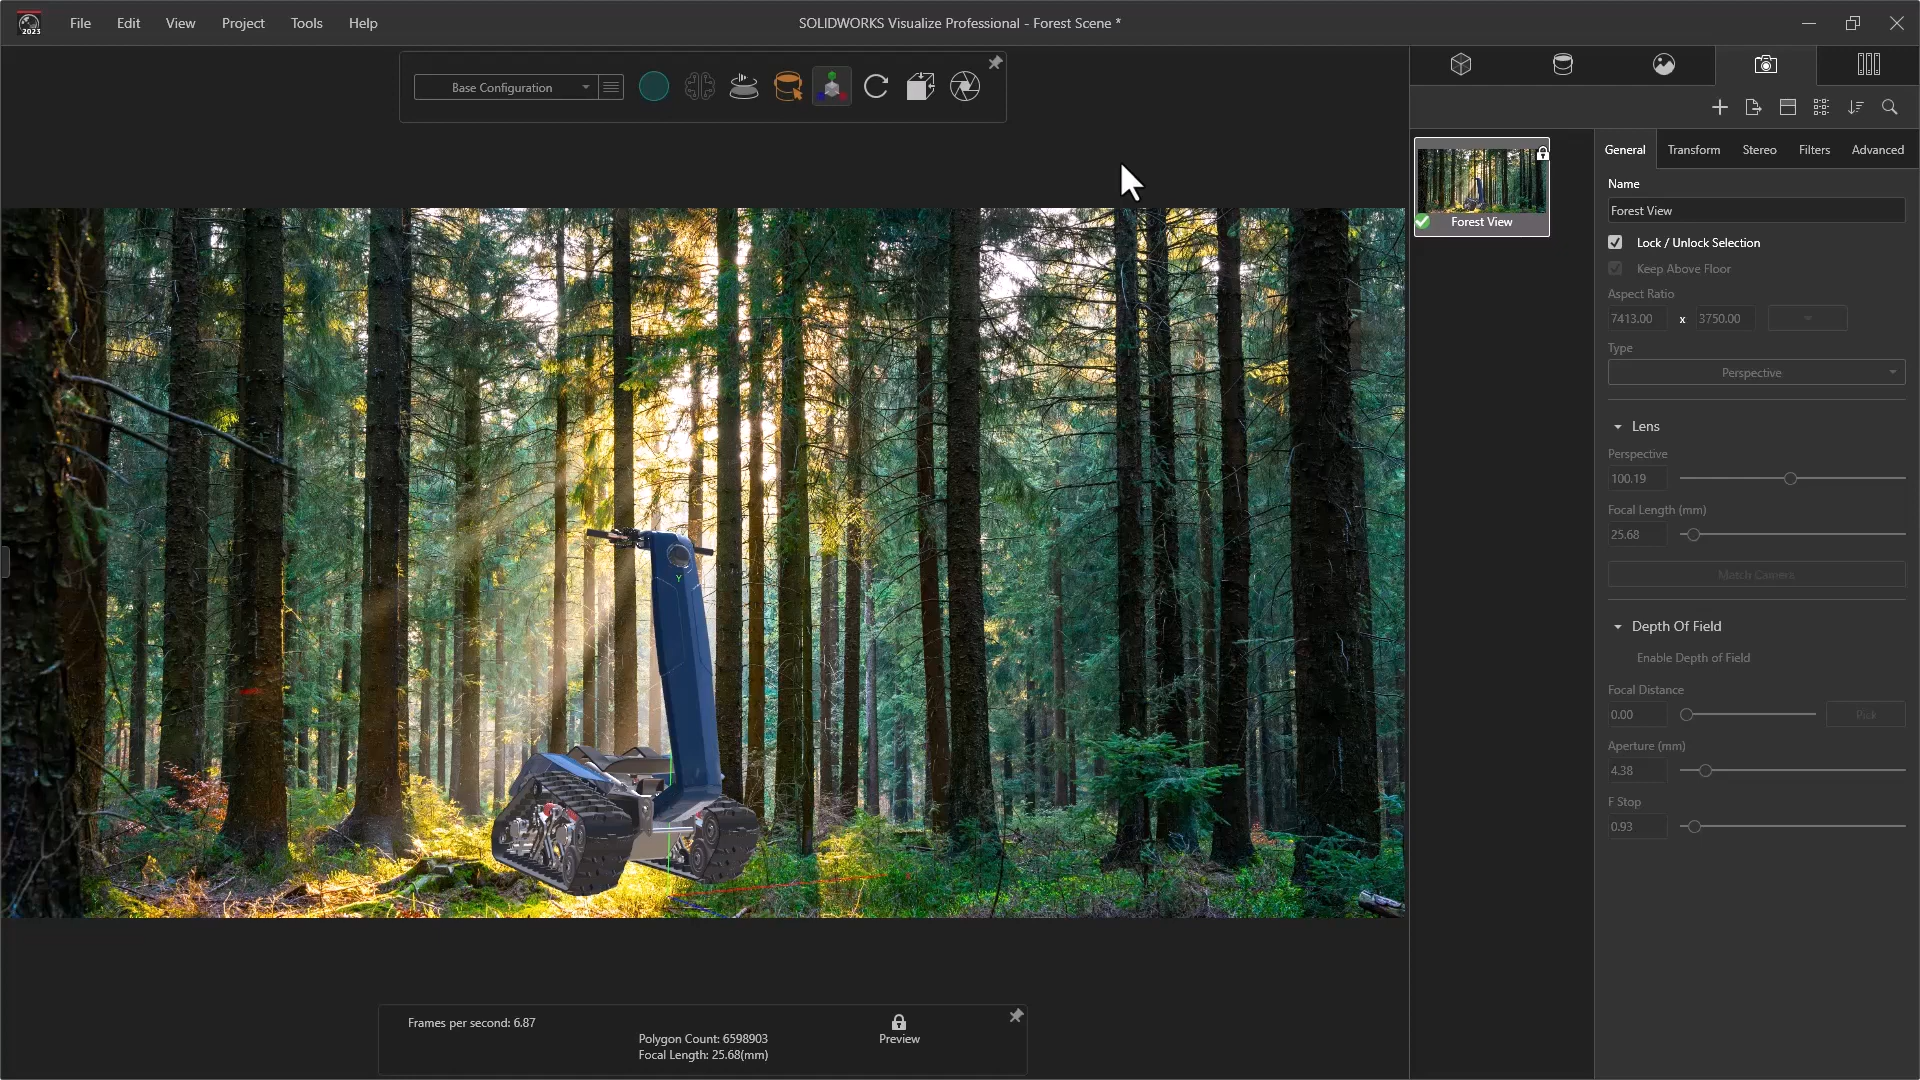 2023
File Edit View Project Tools Help
SOLIDWORKS Visualize Professional - Forest Scene *
Base Configuration
General Transform Stereo Filters Advanced
Forest View
Name
Forest View
Lock / Unlock Selection
Keep Above Floor
Aspect Ratio
7413.00 x 3750.00
Type
Perspective
Lens
Perspective
100.19
Focal Length (mm)
25.68
Match Camera
Depth Of Field
Enable Depth of Field
Focal Distance
0.00 Pick
Aperture (mm)
4.38
F Stop
0.93
Y
Frames per second: 6.87
Polygon Count: 6598903
Focal Length: 25.68(mm)
Preview